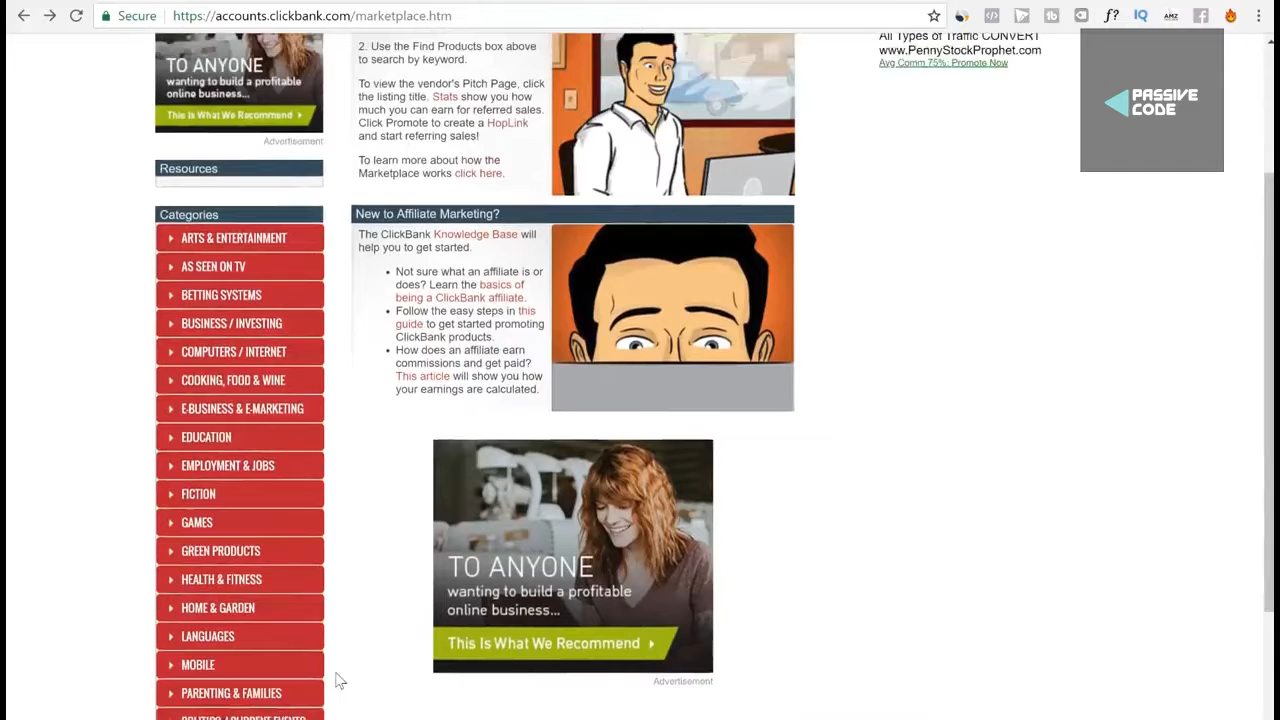 Secure
https://accounts.clickbank.com/marketplace.htm
f?
IQ
AMZ
TO ANYONE
wanting to build a profitable
online business...
This Is What We Recommend
Advertisement
Resources
Categories
ARTS & ENTERTAINMENT
AS SEEN ON TV
BETTING SYSTEMS
BUSINESS / INVESTING
COMPUTERS / INTERNET
COOKING, FOOD & WINE
E-BUSINESS & E-MARKETING
EDUCATION
EMPLOYMENT & JOBS
FICTION
GAMES
GREEN PRODUCTS
HEALTH & FITNESS
HOME & GARDEN
LANGUAGES
MOBILE
PARENTING & FAMILIES
POLITICS / CURRENT EVENTS
2. Use the Find Products box above
to search by keyword.
To view the vendor's Pitch Page, click
the listing title. Stats show you how
much you can earn for referred sales.
Click Promote to create a HopLink
and start referring sales!
To learn more about how the
Marketplace works click here.
New to Affiliate Marketing?
The ClickBank Knowledge Base will
help you to get started.
• Not sure what an affiliate is or
does? Learn the basics of
being a ClickBank affiliate.
• Follow the easy steps in this
guide to get started promoting
ClickBank products.
• How does an affiliate earn
commissions and get paid?
This article will show you how
your earnings are calculated.
TO ANYONE
wanting to build a profitable
online business...
This Is What We Recommend
Advertisement
All Types of Traffic CONVERT
www.PennyStockProphet.com
Avg Comm 75%: Promote Now
PASSIVE
CODE